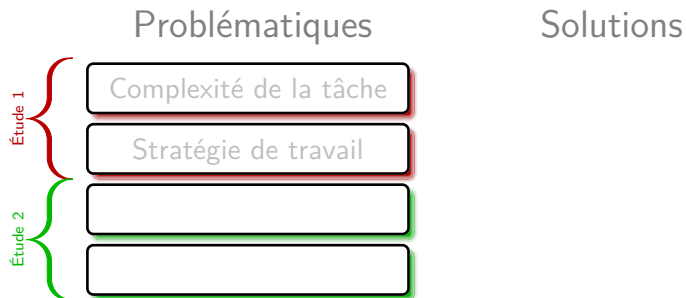 Problématiques
Solutions
Étude 1
Complexité de la tâche
Stratégie de travail
Étude 2